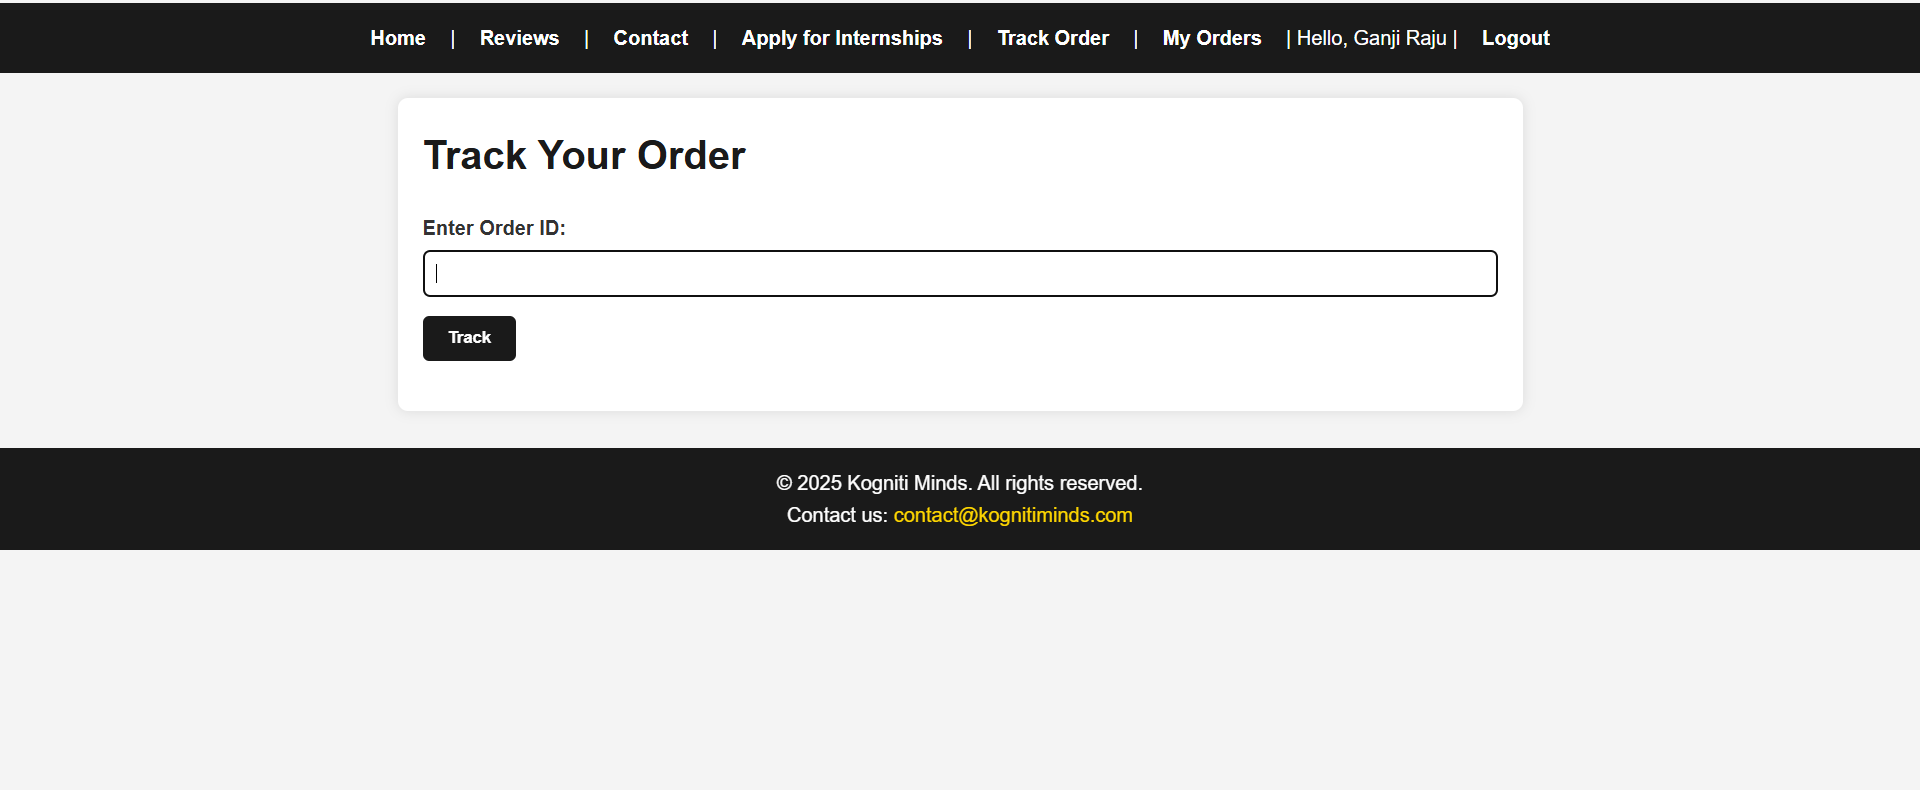 Home | Reviews | Contact | Apply for Internships | Track Order | My Orders | Hello, Ganji Raju | Logout
Track Your Order
Enter Order ID:
Track
© 2025 Kogniti Minds. All rights reserved.
Contact us: contact@kognitiminds.com